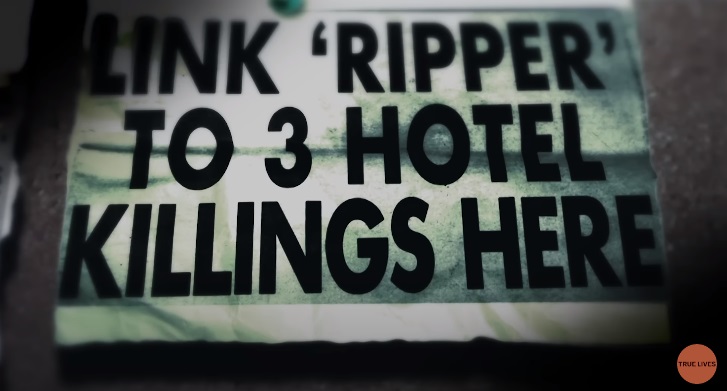 LINK ‘RIPPER’
TO 3 HOTEL
KILLINGS HERE
TRUE LIVES